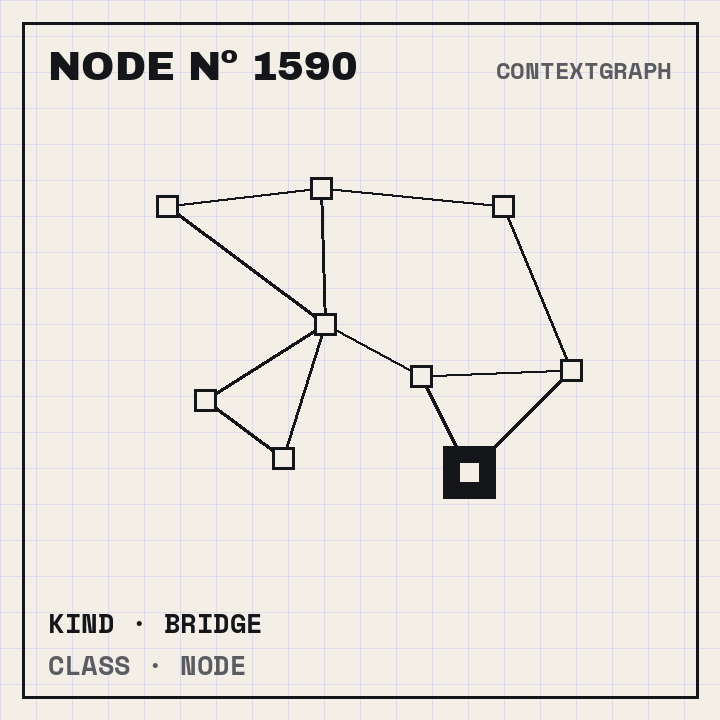 NODE Nº 1590
CONTEXTGRAPH
KIND · BRIDGE
CLASS · NODE